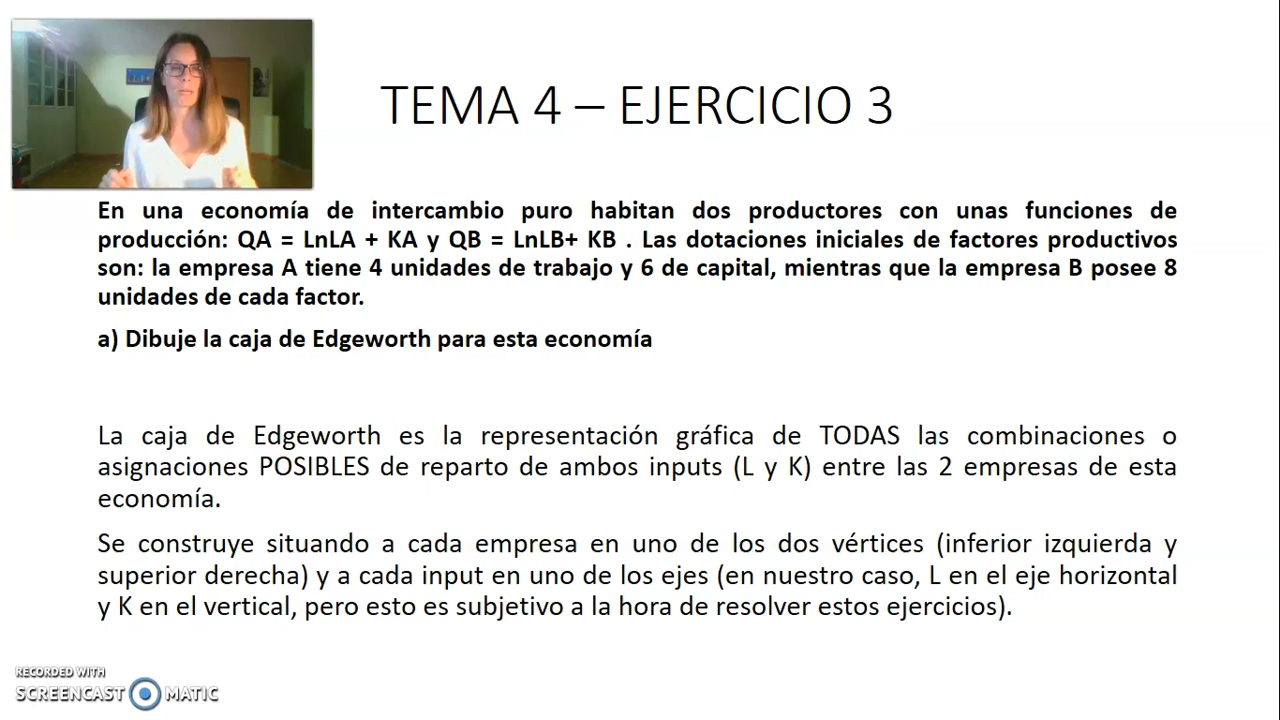 TEMA 4 – EJERCICIO 3
En una economía de intercambio puro habitan dos productores con unas funciones de
producción: QA = LnLA + KA y QB = LnLB+ KB . Las dotaciones iniciales de factores productivos
son: la empresa A tiene 4 unidades de trabajo y 6 de capital, mientras que la empresa B posee 8
unidades de cada factor.
a) Dibuje la caja de Edgeworth para esta economía
La caja de Edgeworth es la representación gráfica de TODAS las combinaciones o
asignaciones POSIBLES de reparto de ambos inputs (L y K) entre las 2 empresas de esta
economía.
Se construye situando a cada empresa en uno de los dos vértices (inferior izquierda y
superior derecha) y a cada input en uno de los ejes (en nuestro caso, L en el eje horizontal
y K en el vertical, pero esto es subjetivo a la hora de resolver estos ejercicios).
RECORDED WITH
SCREENCAST MATIC